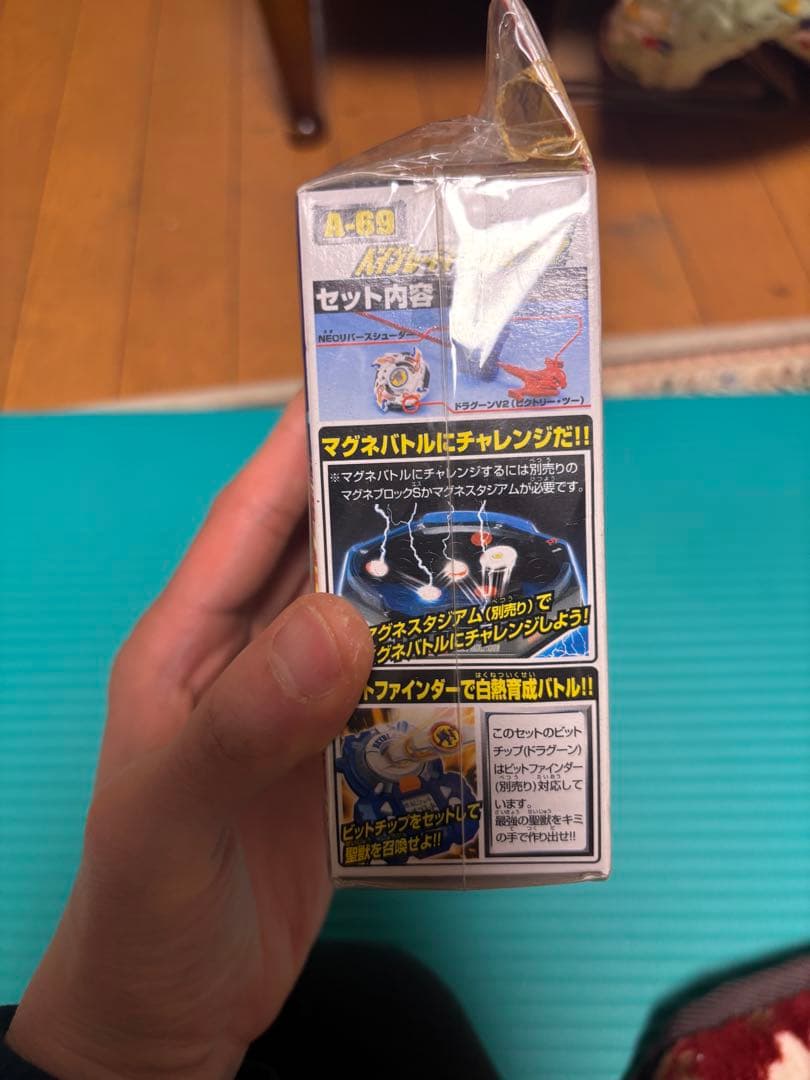 A-69
セット内容
NEOリバースシューター
ドラグーンV2(ビクトリー・ツー)
マグネバトルにチャレンジだ!!
※マグネバトルにチャレンジするには別売りの
マグネブロックSかマグネスタジアムが必要です。
マグネスタジアム(別売り)で
グネバトルにチャレンジしよう!
トファインダーで白熱育成バトル!!
このセットのビット
チップ(ドラグーン)
はビットファインダー
(別売り)対応して
います。
最強の聖獣をキミ
の手で作り出せ!!
ビットチップをセットして
聖獣を召喚せよ!!